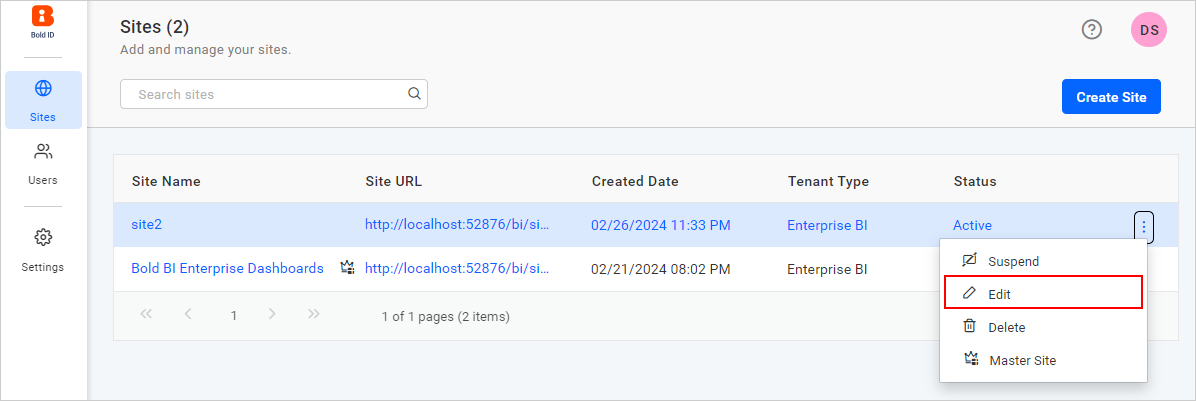 Bold ID
Sites
Users
Settings
Sites (2)
Add and manage your sites.
Search sites
DS
Create Site
Site Name Site URL Created Date Tenant Type Status
site2 http://localhost:52876/bi/si... 02/26/2024 11:33 PM Enterprise BI Active
Bold BI Enterprise Dashboards http://localhost:52876/bi/si... 02/21/2024 08:02 PM Enterprise BI
1 1 of 1 pages (2 items)
Suspend
Edit
Delete
Master Site